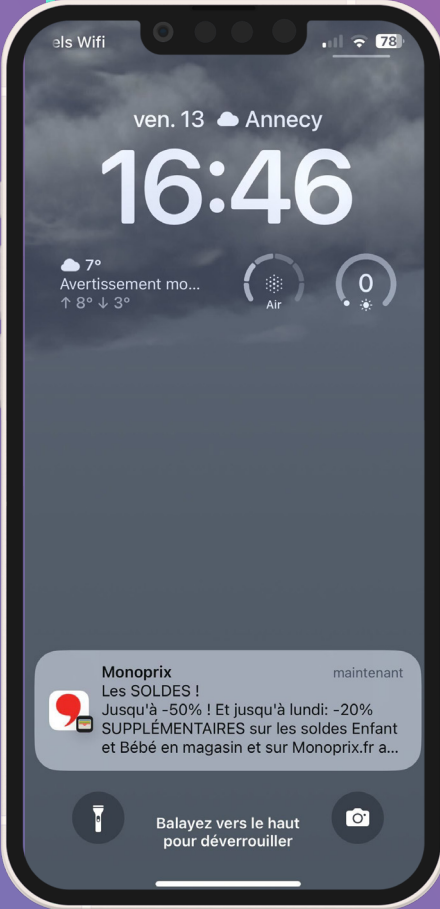 els Wifi
78
ven. 13 Annecy
16:46
7°
Avertissement mo...
↑ 8° ↓ 3°
Air
0
Monoprix
maintenant
Les SOLDES !
Jusqu'à -50% ! Et jusqu'à lundi: -20%
SUPPLÉMENTAIRES sur les soldes Enfant
et Bébé en magasin et sur Monoprix.fr a...
Balayez vers le haut
pour déverrouiller